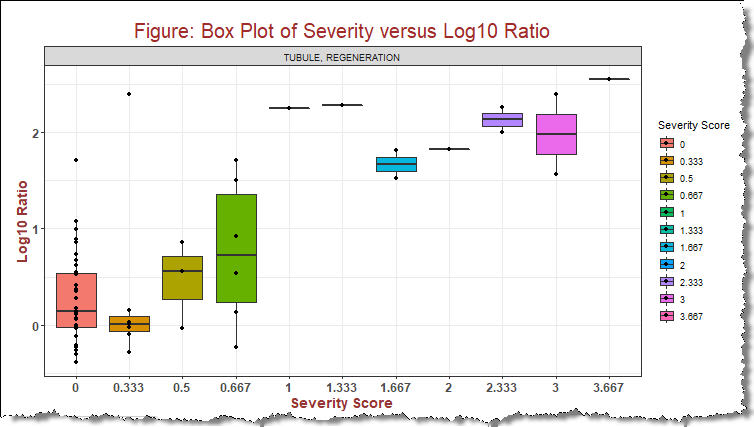 Figure: Box Plot of Severity versus Log10 Ratio
TUBULE, REGENERATION
Log10 Ratio
2
1
0
0 0.333 0.5 0.667 1 1.333 1.667 2 2.333 3 3.667
Severity Score
Severity Score
0
0.333
0.5
0.667
1
1.333
1.667
2
2.333
3
3.667